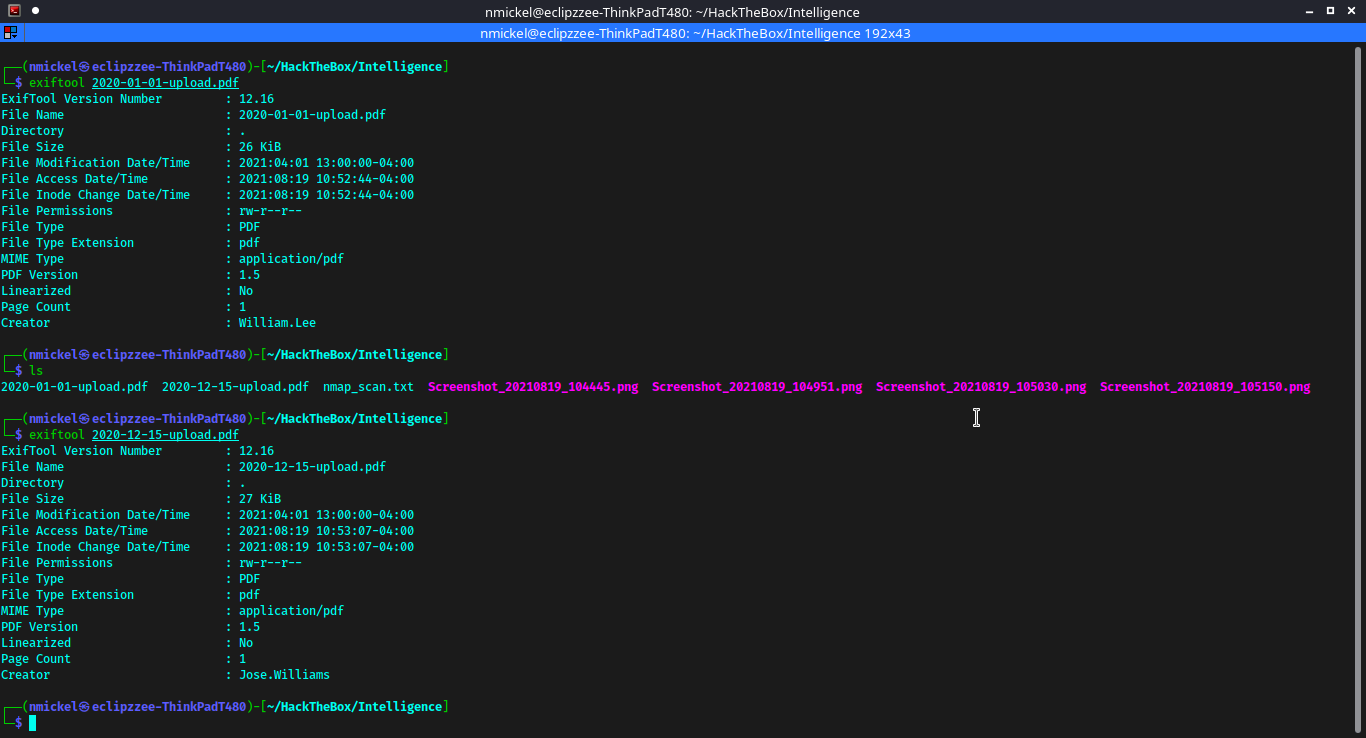 nmickel@eclipzzee-ThinkPadT480: ~/HackTheBox/Intelligence
nmickel@eclipzzee-ThinkPadT480: ~/HackTheBox/Intelligence 192x43
┌──(nmickel㉿eclipzzee-ThinkPadT480)-[~/HackTheBox/Intelligence]
└─$ exiftool 2020-01-01-upload.pdf
ExifTool Version Number : 12.16
File Name : 2020-01-01-upload.pdf
Directory : .
File Size : 26 KiB
File Modification Date/Time : 2021:04:01 13:00:00-04:00
File Access Date/Time : 2021:08:19 10:52:44-04:00
File Inode Change Date/Time : 2021:08:19 10:52:44-04:00
File Permissions : rw-r--r--
File Type : PDF
File Type Extension : pdf
MIME Type : application/pdf
PDF Version : 1.5
Linearized : No
Page Count : 1
Creator : William.Lee
┌──(nmickel㉿eclipzzee-ThinkPadT480)-[~/HackTheBox/Intelligence]
└─$ ls
2020-01-01-upload.pdf 2020-12-15-upload.pdf nmap_scan.txt Screenshot_20210819_104445.png Screenshot_20210819_104951.png Screenshot_20210819_105030.png Screenshot_20210819_105150.png
┌──(nmickel㉿eclipzzee-ThinkPadT480)-[~/HackTheBox/Intelligence]
└─$ exiftool 2020-12-15-upload.pdf
ExifTool Version Number : 12.16
File Name : 2020-12-15-upload.pdf
Directory : .
File Size : 27 KiB
File Modification Date/Time : 2021:04:01 13:00:00-04:00
File Access Date/Time : 2021:08:19 10:53:07-04:00
File Inode Change Date/Time : 2021:08:19 10:53:07-04:00
File Permissions : rw-r--r--
File Type : PDF
File Type Extension : pdf
MIME Type : application/pdf
PDF Version : 1.5
Linearized : No
Page Count : 1
Creator : Jose.Williams
┌──(nmickel㉿eclipzzee-ThinkPadT480)-[~/HackTheBox/Intelligence]
└─$